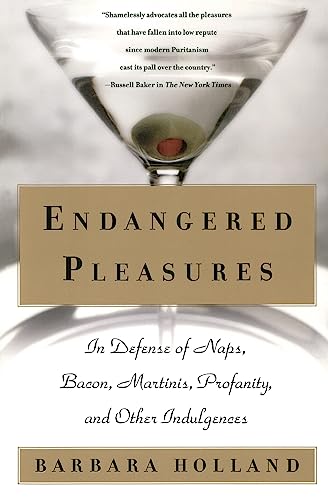 "Shamelessly advocates all the pleasures
that have fallen into low repute
since modern Puritanism
cast its pall over the country."
—Russell Baker in The New York Times
ENDANGERED
PLEASURES
In Defense of Naps,
Bacon, Martinis, Profanity,
and Other Indulgences
BARBARA HOLLAND